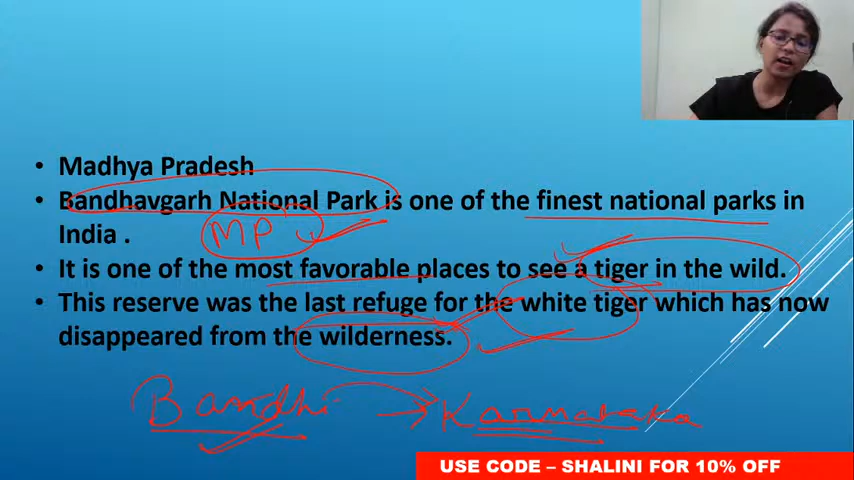 • Madhya Pradesh
• Bandhavgarh National Park is one of the finest national parks in
India .
MP
• It is one of the most favorable places to see a tiger in the wild.
• This reserve was the last refuge for the white tiger which has now
disappeared from the wilderness.
Bandhi → Karnataka
USE CODE – SHALINI FOR 10% OFF